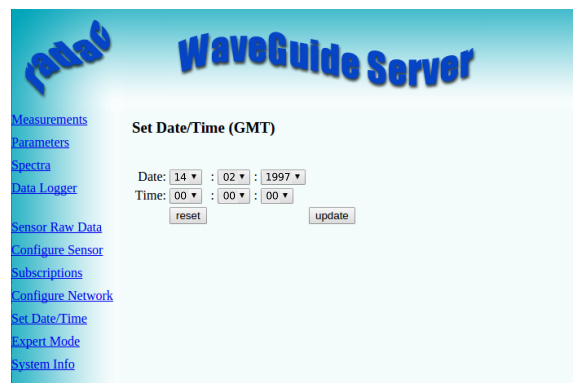 radac
WaveGuide Server
Measurements
Parameters
Spectra
Data Logger
Sensor Raw Data
Configure Sensor
Subscriptions
Configure Network
Set Date/Time
Expert Mode
System Info
Set Date/Time (GMT)
Date: 14 : 02 : 1997
Time: 00 : 00 : 00
reset update